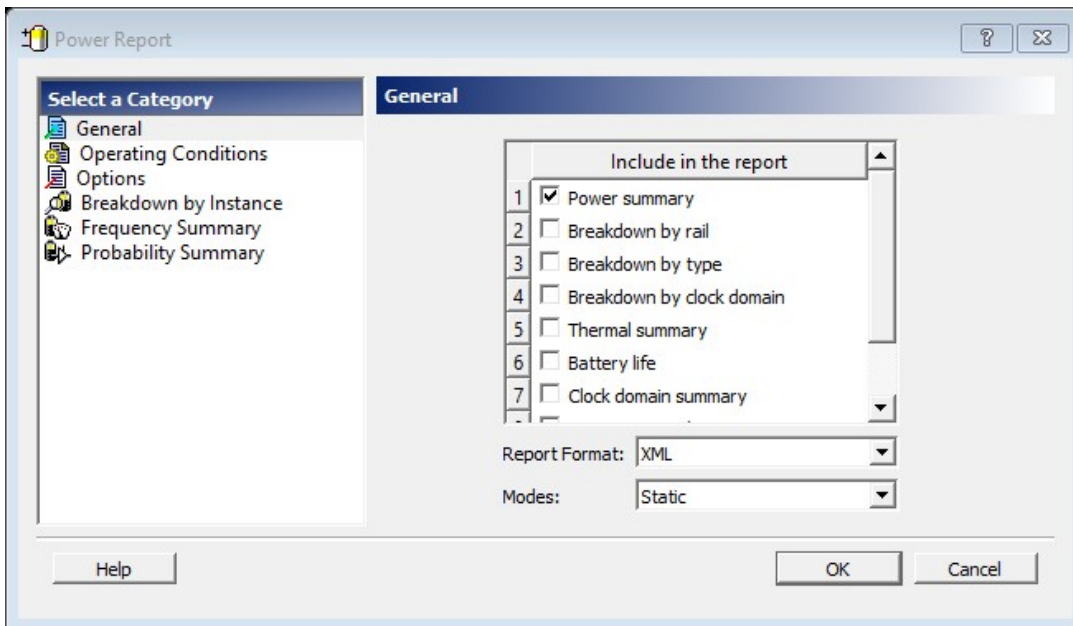 Power Report
Select a Category
General
Operating Conditions
Options
Breakdown by Instance
Frequency Summary
Probability Summary
General
Include in the report
1 Power summary
2 Breakdown by rail
3 Breakdown by type
4 Breakdown by clock domain
5 Thermal summary
6 Battery life
7 Clock domain summary
Report Format: XML
Modes: Static
Help OK Cancel